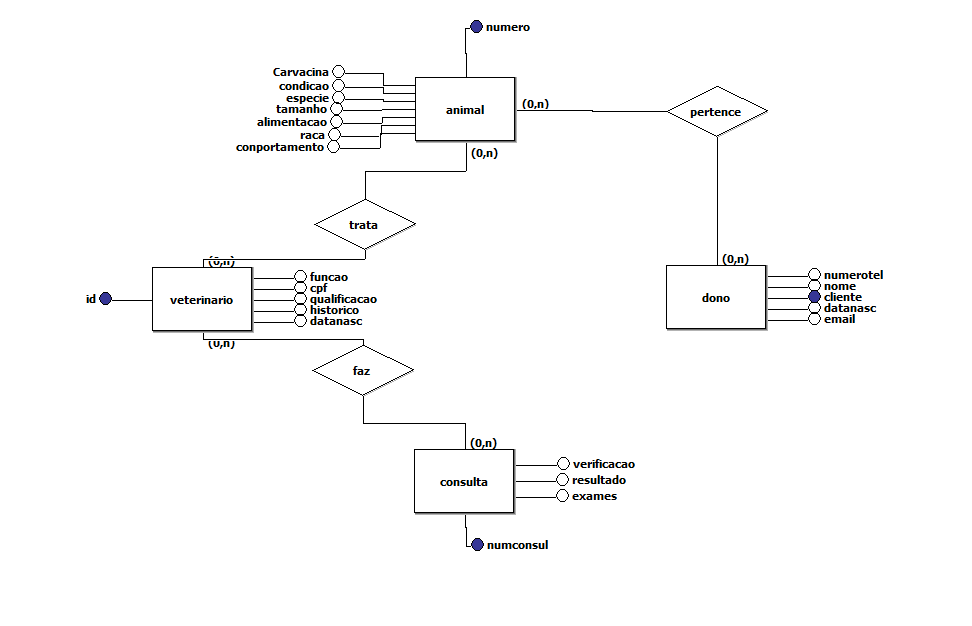 numero
Carvacina
condicao
especie
tamanho
alimentacao
raca
conportamento
animal
(0,n)
pertence
(0,n)
trata
(0,n)
id
veterinario
funcao
cpf
qualificacao
historico
datanasc
(0,n)
(0,n)
dono
numerotel
nome
cliente
datanasc
email
faz
(0,n)
consulta
verificacao
resultado
exames
numconsul